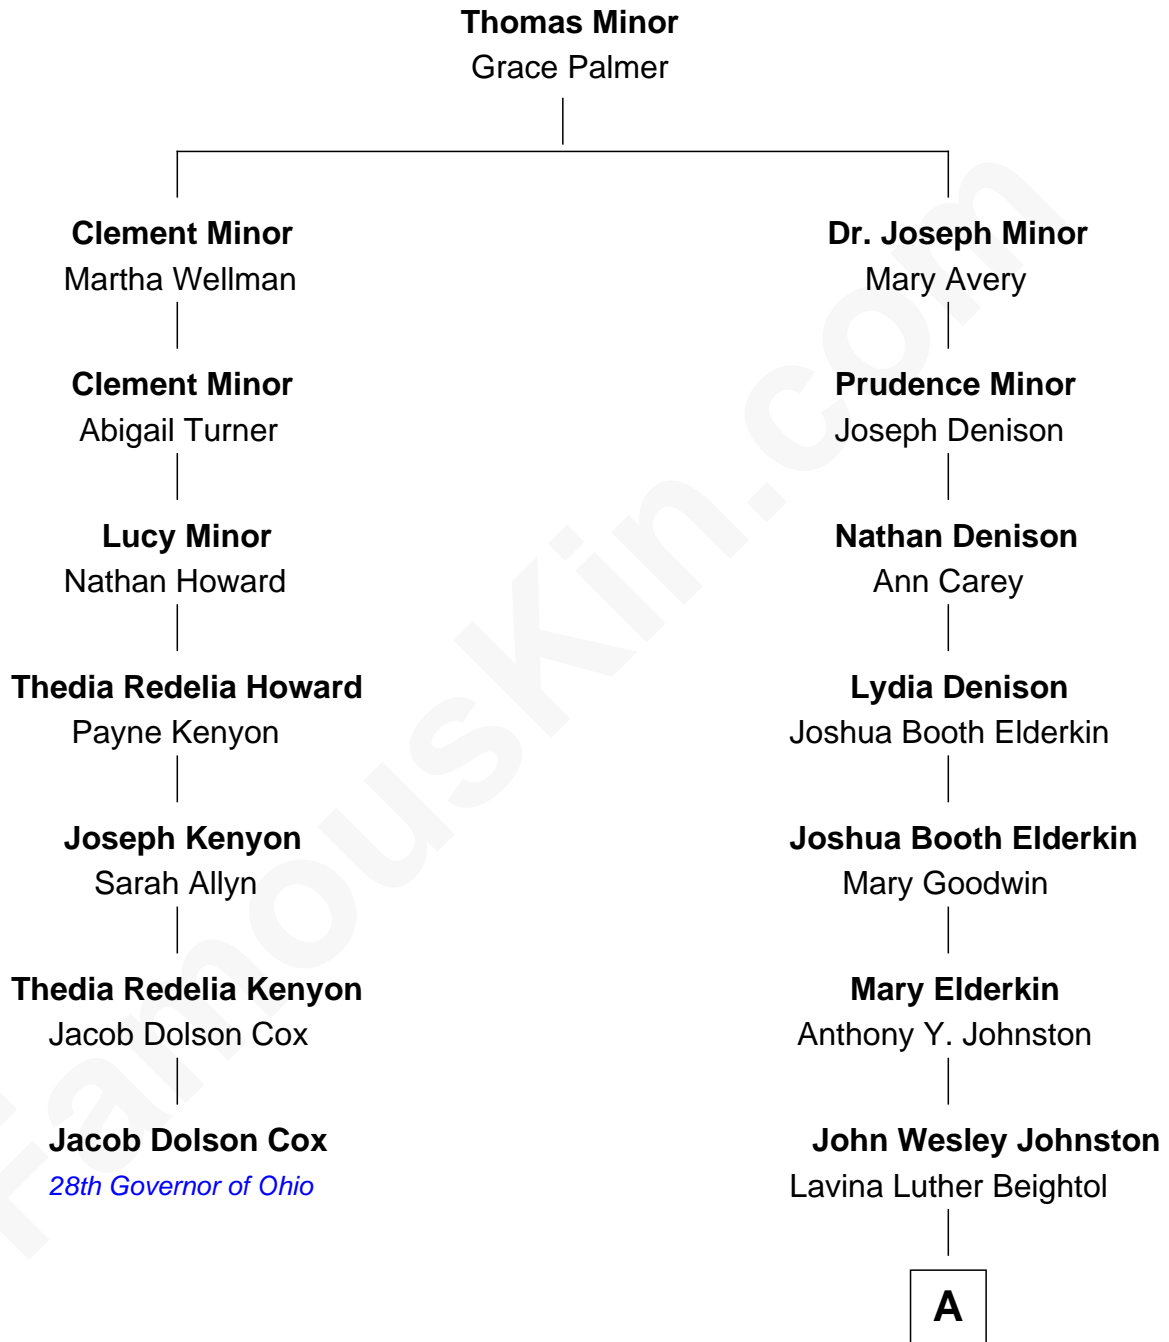 Thomas Minor
Grace Palmer
Clement Minor
Martha Wellman
Dr. Joseph Minor
Mary Avery
Clement Minor
Abigail Turner
Prudence Minor
Joseph Denison
Lucy Minor
Nathan Howard
Nathan Denison
Ann Carey
Thedia Redelia Howard
Payne Kenyon
Lydia Denison
Joshua Booth Elderkin
Joseph Kenyon
Sarah Allyn
Joshua Booth Elderkin
Mary Goodwin
Thedia Redelia Kenyon
Jacob Dolson Cox
Mary Elderkin
Anthony Y. Johnston
Jacob Dolson Cox
28th Governor of Ohio
John Wesley Johnston
Lavina Luther Beightol
A
FamousKin.com